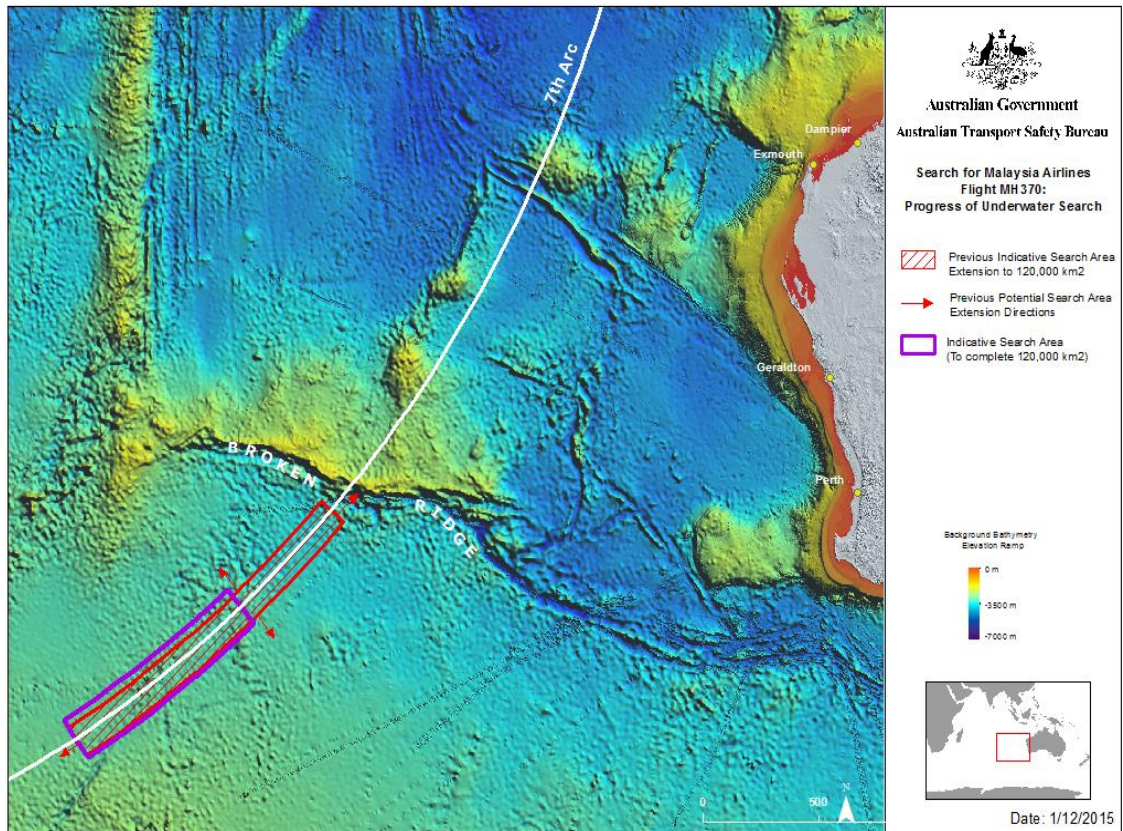 7th Arc
Dampier
Exmouth
Geraldton
Perth
BROKEN
RIDGE
0 500
N
Australian Government
Australian Transport Safety Bureau
Search for Malaysia Airlines
Flight MH370:
Progress of Underwater Search
Previous Indicative Search Area
Extension to 120,000 km2
Previous Potential Search Area
Extension Directions
Indicative Search Area
(To complete 120,000 km2)
Background Bathymetry
Elevation Ramp
0 m
-3500 m
-7000 m
Date: 1/12/2015